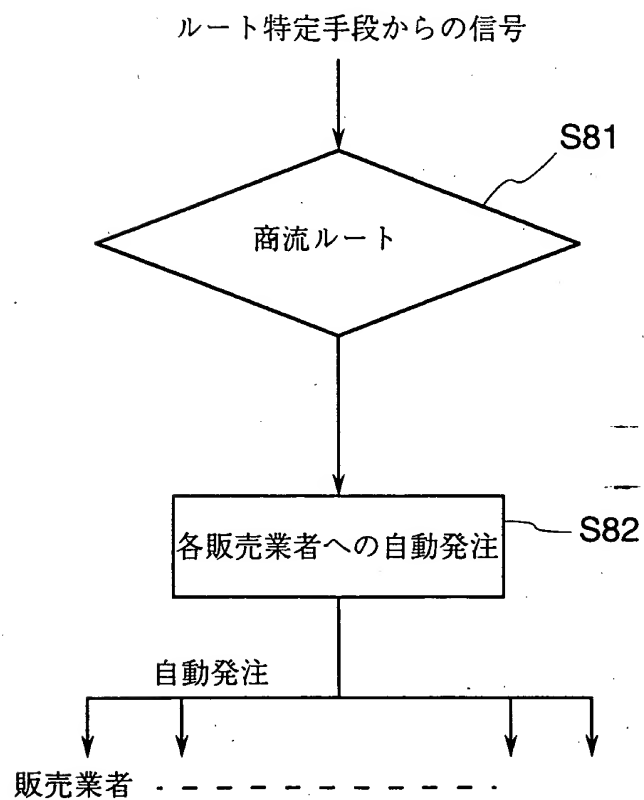 ルート特定手段からの信号
S81
商流ルート
各販売業者への自動発注
S82
自動発注
販売業者